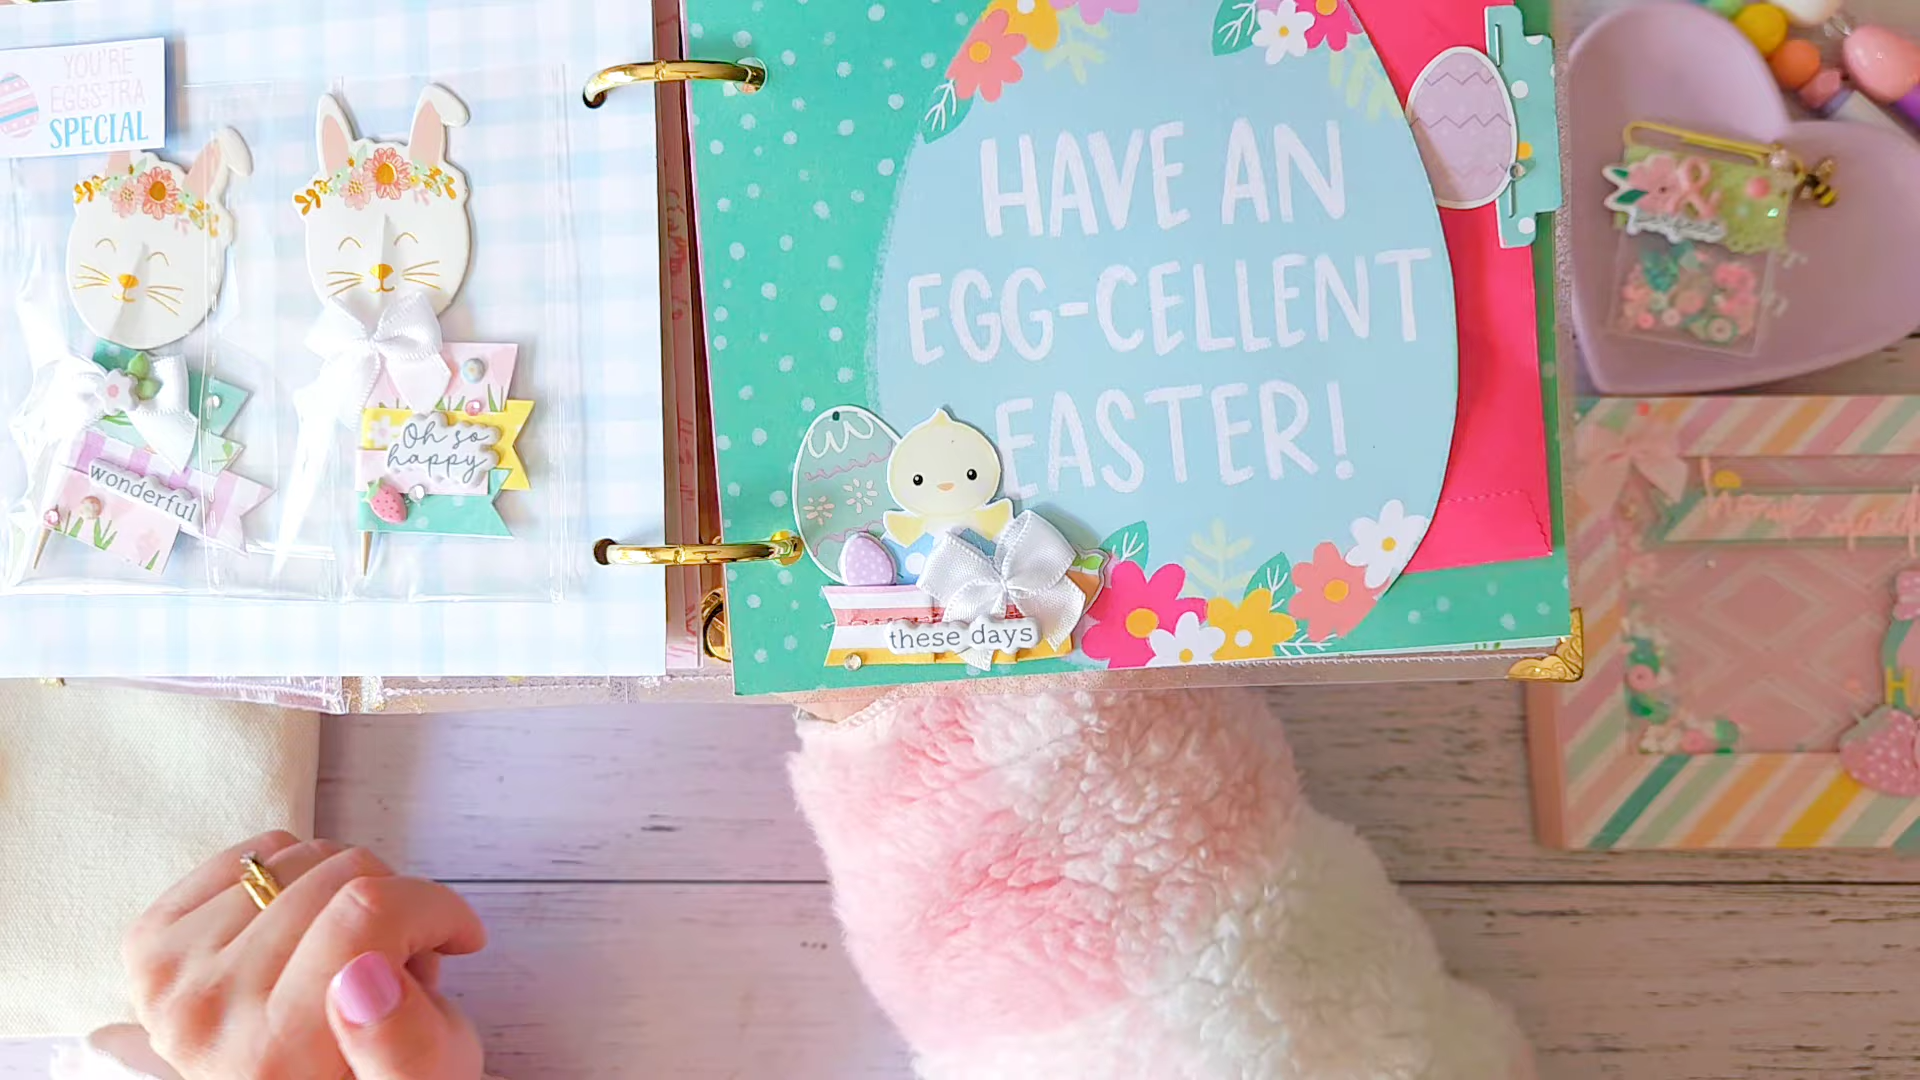 YOU'RE
EGGS-TRA
SPECIAL
wonderful
Oh so
happy
HAVE AN
EGG-CELLENT
EASTER!
these days